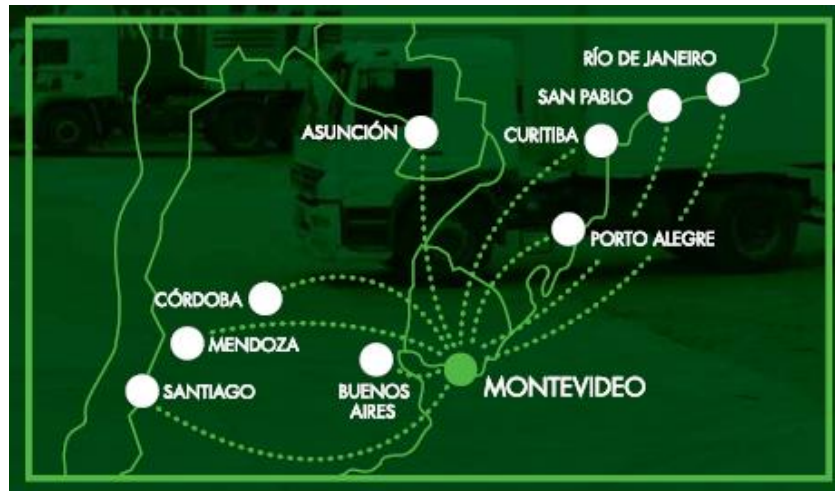 RÍO DE JANEIRO
SAN PABLO
ASUNCIÓN
CURITIBA
PORTO ALEGRE
CÓRDOBA
MENDOZA
SANTIAGO
BUENOS
AIRES
MONTEVIDEO